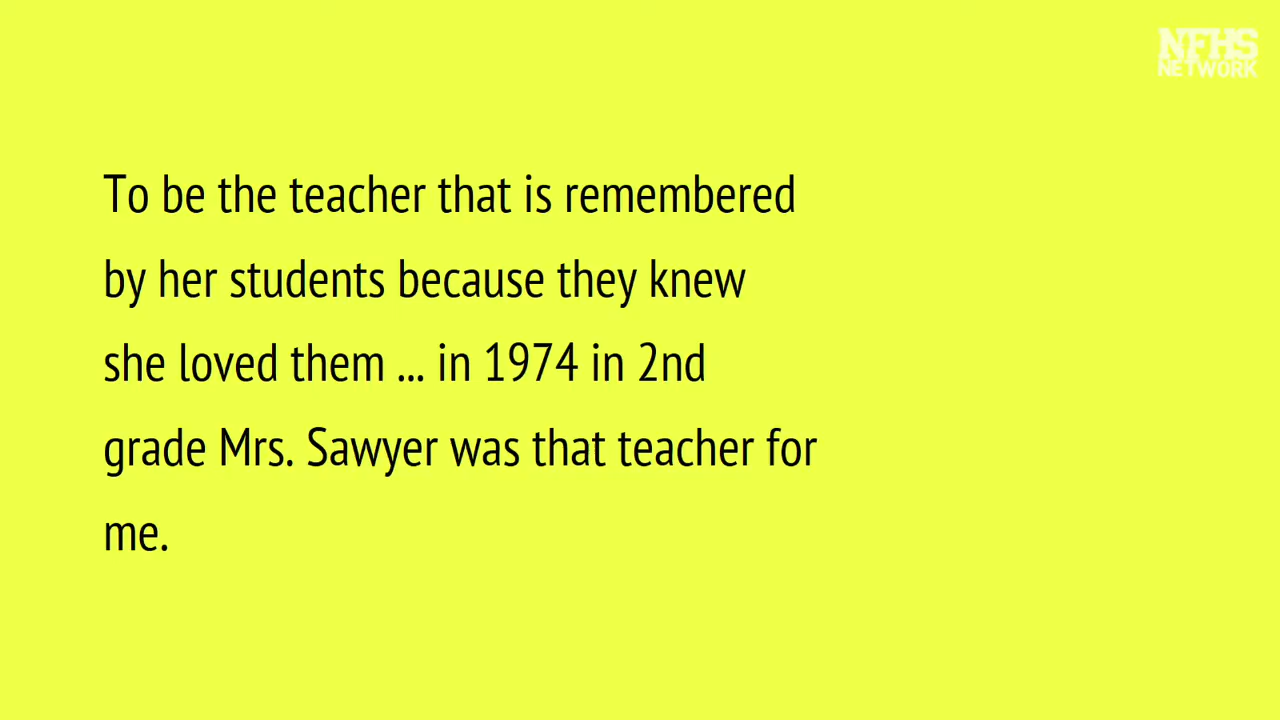 NFHS
NETWORK
To be the teacher that is remembered
by her students because they knew
she loved them ... in 1974 in 2nd
grade Mrs. Sawyer was that teacher for
me.